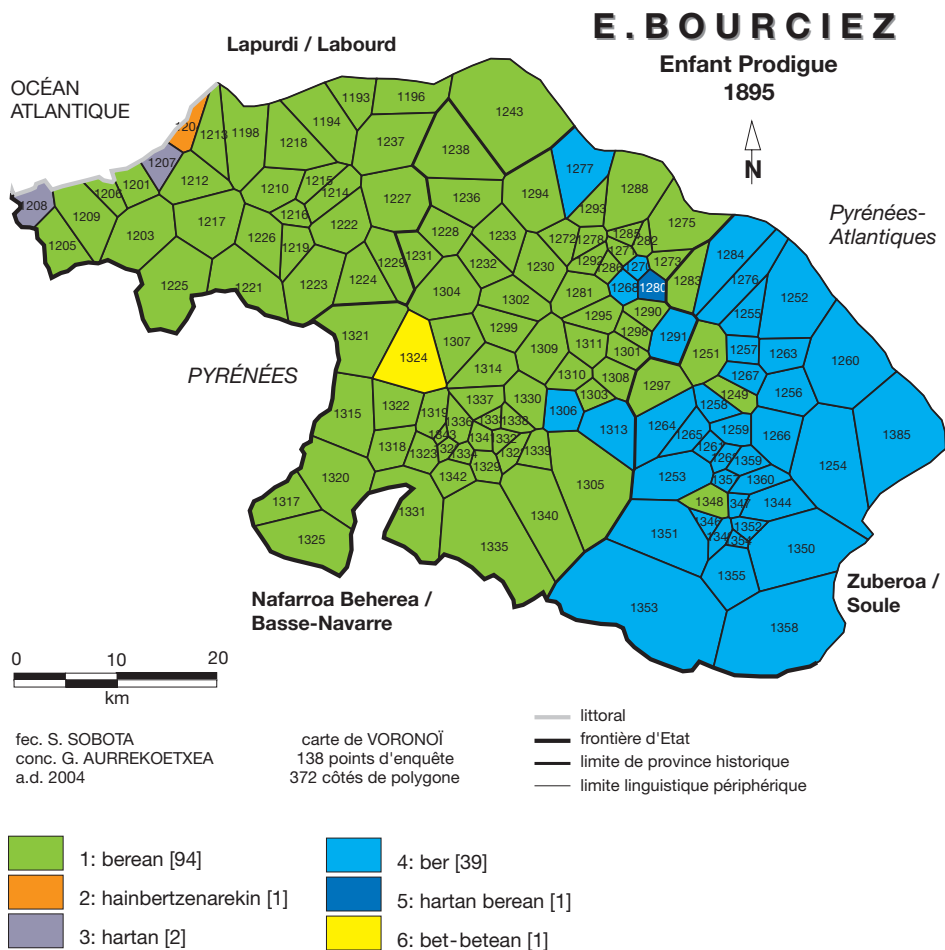 E. BOURCIEZ
Enfant Prodigue
1895
N
Lapurdi / Labourd
OCÉAN
ATLANTIQUE
Pyrénées-
Atlantiques
PYRÉNÉES
Nafarroa Beherea /
Basse-Navarre
Zuberoa /
Soule
1193 1196 1243
1194 1213 1198 1218 1237 1238 1277
1207 1212 1210 1215 1214 1227 1236 1294 1293 1288
1208 1206 1201 1209 1216 1217 1222 1228 1233 1272 1278 1285 1275
1205 1203 1226 1219 1229 1231 1232 1230 1292 1273 1284
1225 1221 1223 1224 1304 1302 1281 1268 1280 1283 1276 1252
1321 1324 1307 1299 1309 1295 1290 1255
1314 1311 1298 1301 1291 1251 1257 1263 1260
1310 1308 1297 1267
1315 1322 1319 1337 1330 1306 1303 1258 1249 1256
1336 1338 1313 1264 1265 1259 1266 1385
1318 1323 1334 1332 1339 1359 1254
1320 1342 1329 1305 1253 1357 1360
1317 1331 1340 1348 1344
1325 1335 1351 1346 1352 1350
1354 1355
1353 1358
0 10 20
km
fec. S. SOBOTA
conc. G. AURREKOETXEA
a.d. 2004
carte de VORONOÏ
138 points d'enquête
372 côtés de polygone
littoral
frontière d'Etat
limite de province historique
limite linguistique périphérique
1: berean [94]
2: hainbertzenarekin [1]
3: hartan [2]
4: ber [39]
5: hartan berean [1]
6: bet-betean [1]